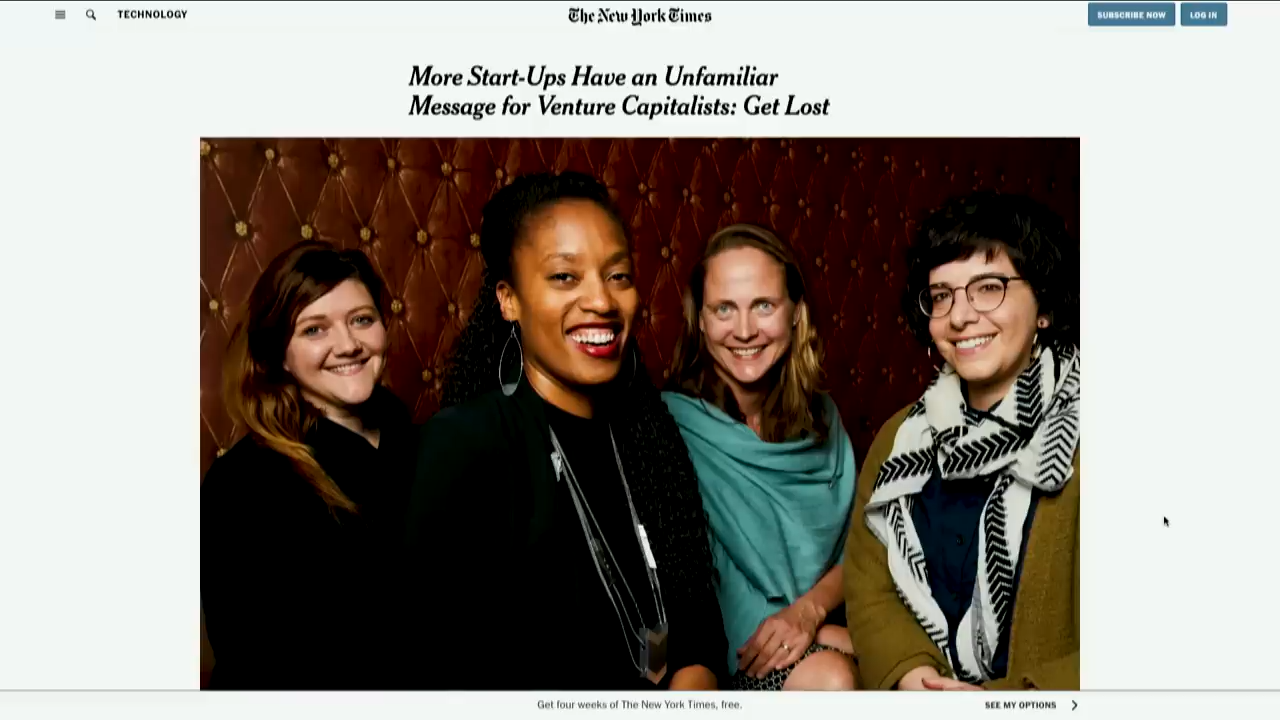 TECHNOLOGY
The New York Times
SUBSCRIBE NOW
LOG IN
More Start-Ups Have an Unfamiliar
Message for Venture Capitalists: Get Lost
Get four weeks of The New York Times, free.
SEE MY OPTIONS